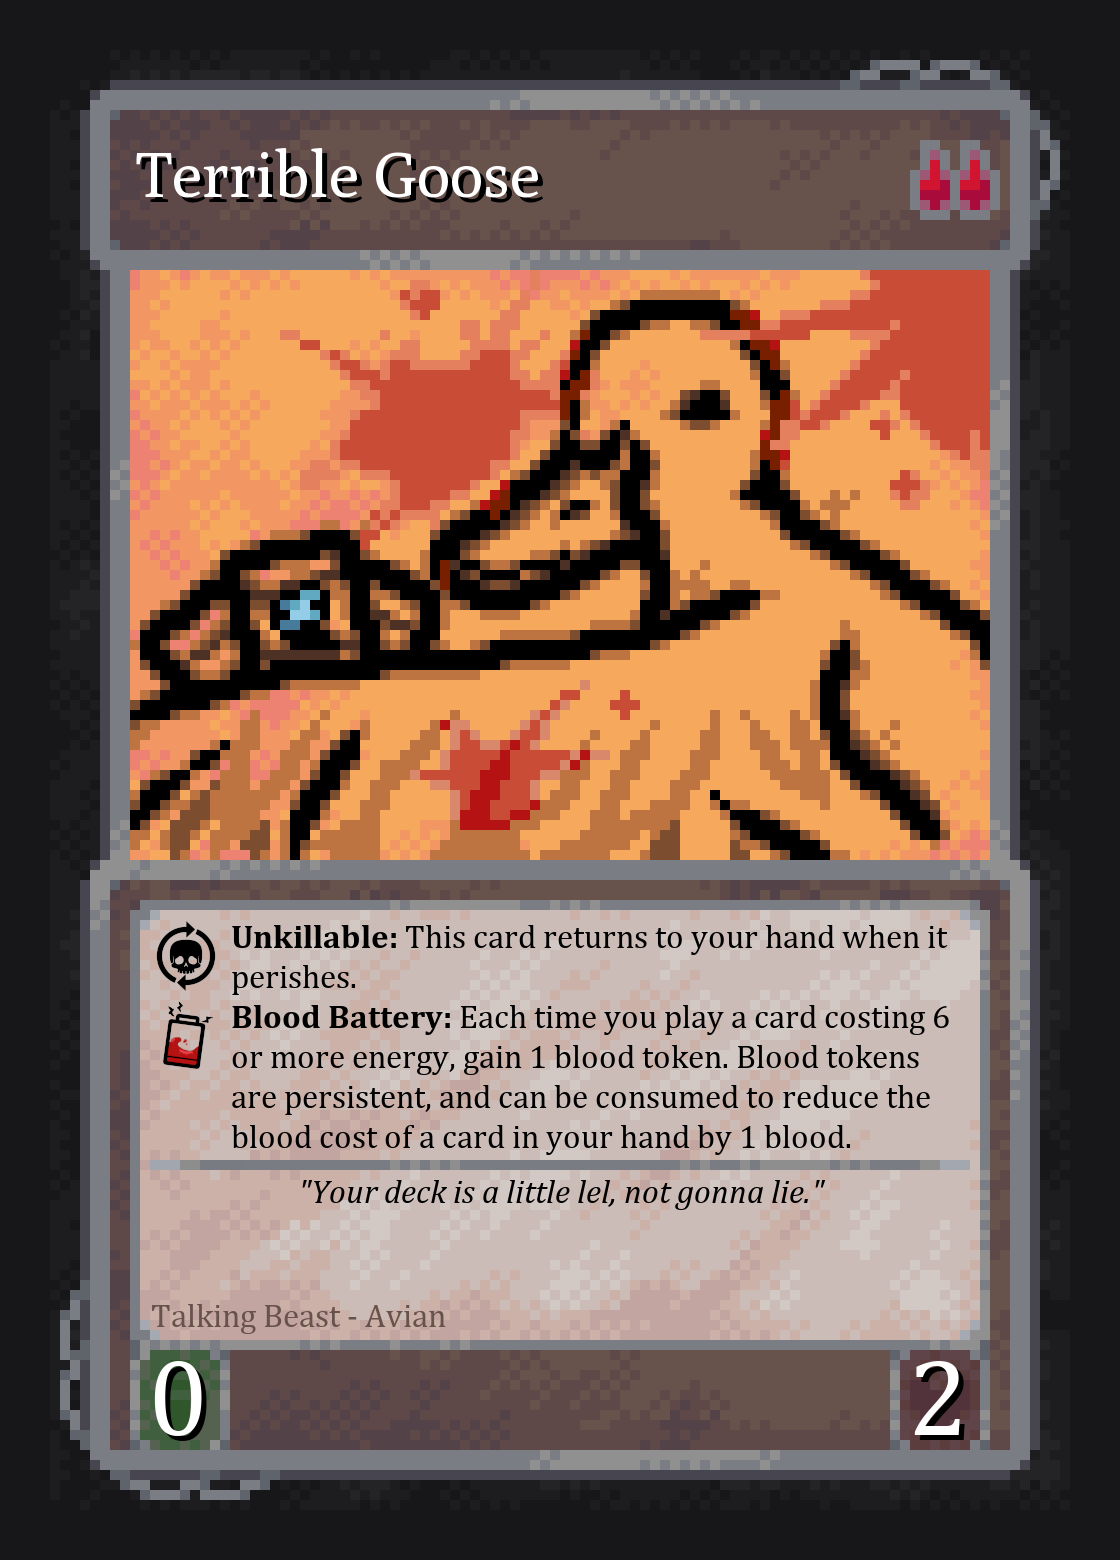 Terrible Goose
Unkillable: This card returns to your hand when it
perishes.
Blood Battery: Each time you play a card costing 6
or more energy, gain 1 blood token. Blood tokens
are persistent, and can be consumed to reduce the
blood cost of a card in your hand by 1 blood.
"Your deck is a little lel, not gonna lie."
Talking Beast - Avian
0
2